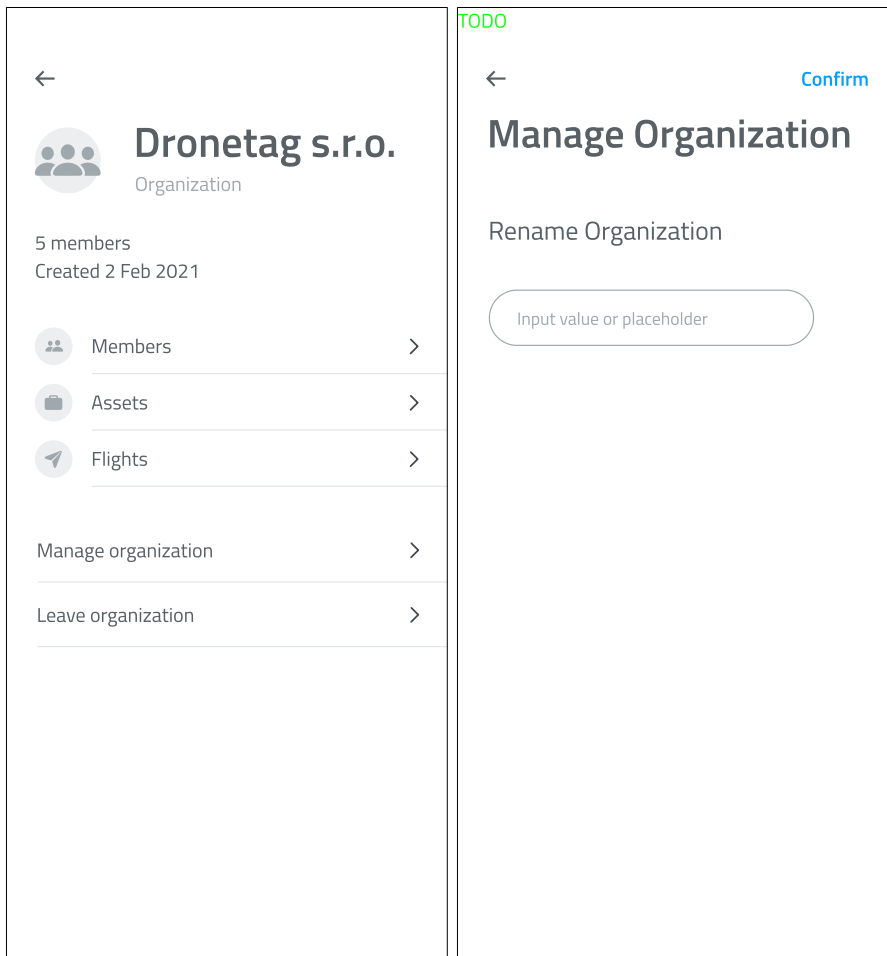 Dronetag s.r.o.
Organization
5 members
Created 2 Feb 2021
Members
Assets
Flights
Manage organization
Leave organization
TODO
Confirm
Manage Organization
Rename Organization
Input value or placeholder